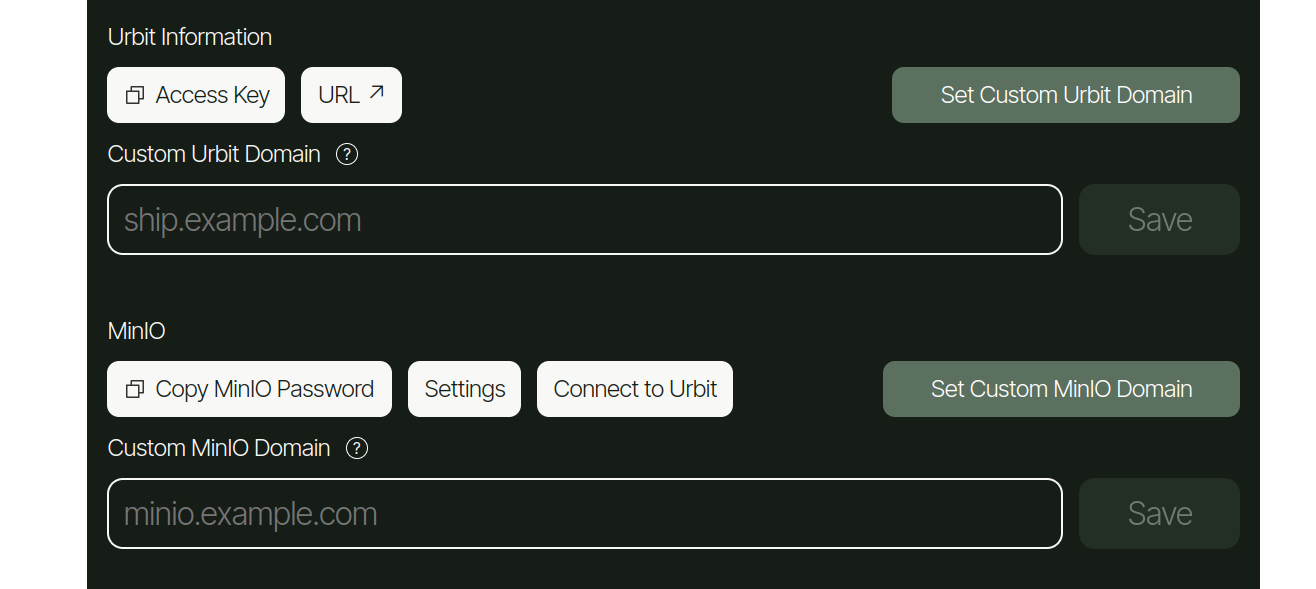 Urbit Information
Access Key URL Set Custom Urbit Domain
Custom Urbit Domain ?
ship.example.com Save
MinIO
Copy MinIO Password Settings Connect to Urbit Set Custom MinIO Domain
Custom MinIO Domain ?
minio.example.com Save